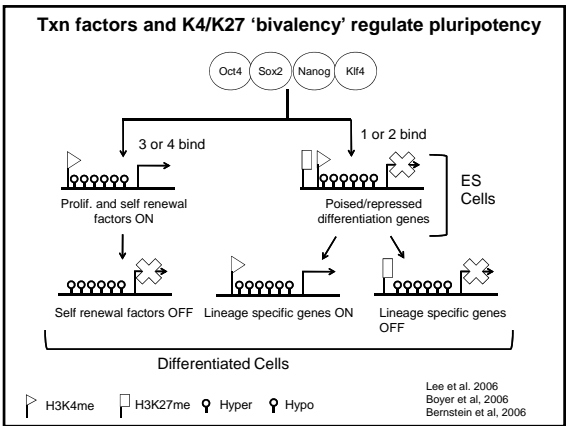 Txn factors and K4/K27 ‘bivalency’ regulate pluripotency
Oct4
Sox2
Nanog
Klf4
3 or 4 bind
1 or 2 bind
Prolif. and self renewal
factors ON
Poised/repressed
differentiation genes
ES
Cells
Self renewal factors OFF
Lineage specific genes ON
Lineage specific genes
OFF
Differentiated Cells
H3K4me
H3K27me
Hyper
Hypo
Lee et al. 2006
Boyer et al, 2006
Bernstein et al, 2006